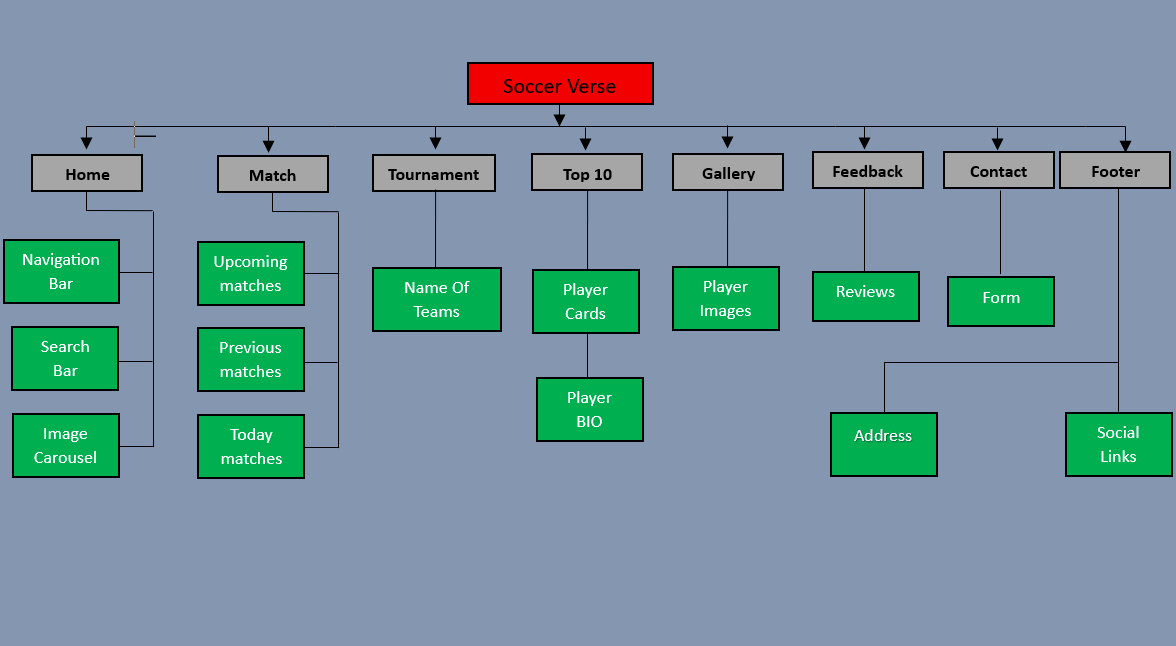 Soccer Verse
Home
Match
Tournament
Top 10
Gallery
Feedback
Contact
Footer
Navigation
Bar
Search
Bar
Image
Carousel
Upcoming
matches
Previous
matches
Today
matches
Name Of
Teams
Player
Cards
Player
BIO
Player
Images
Reviews
Form
Address
Social
Links